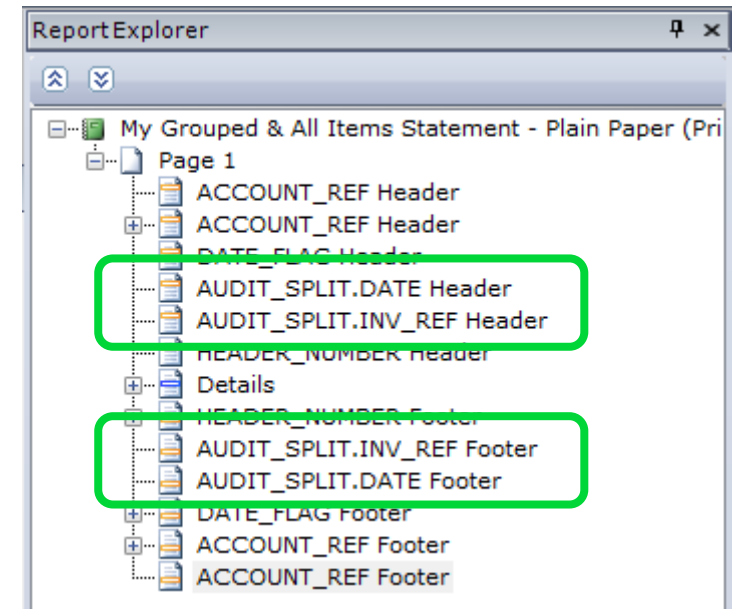 ReportExplorer
My Grouped & All Items Statement - Plain Paper (Pri
Page 1
ACCOUNT_REF Header
ACCOUNT_REF Header
DATE_FLAG Header
AUDIT_SPLIT.DATE Header
AUDIT_SPLIT.INV_REF Header
HEADER_NUMBER Header
Details
HEADER_NUMBER Footer
AUDIT_SPLIT.INV_REF Footer
AUDIT_SPLIT.DATE Footer
DATE_FLAG Footer
ACCOUNT_REF Footer
ACCOUNT_REF Footer